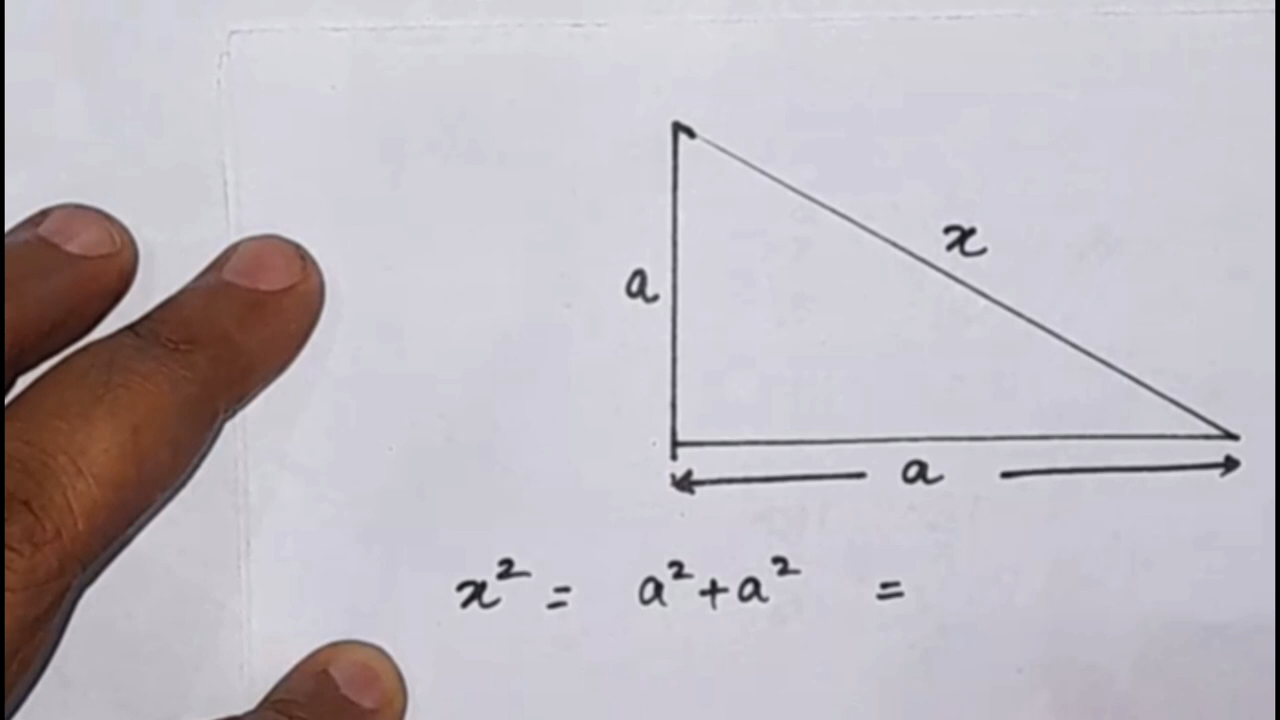 x
a
a
x² = a² + a² =